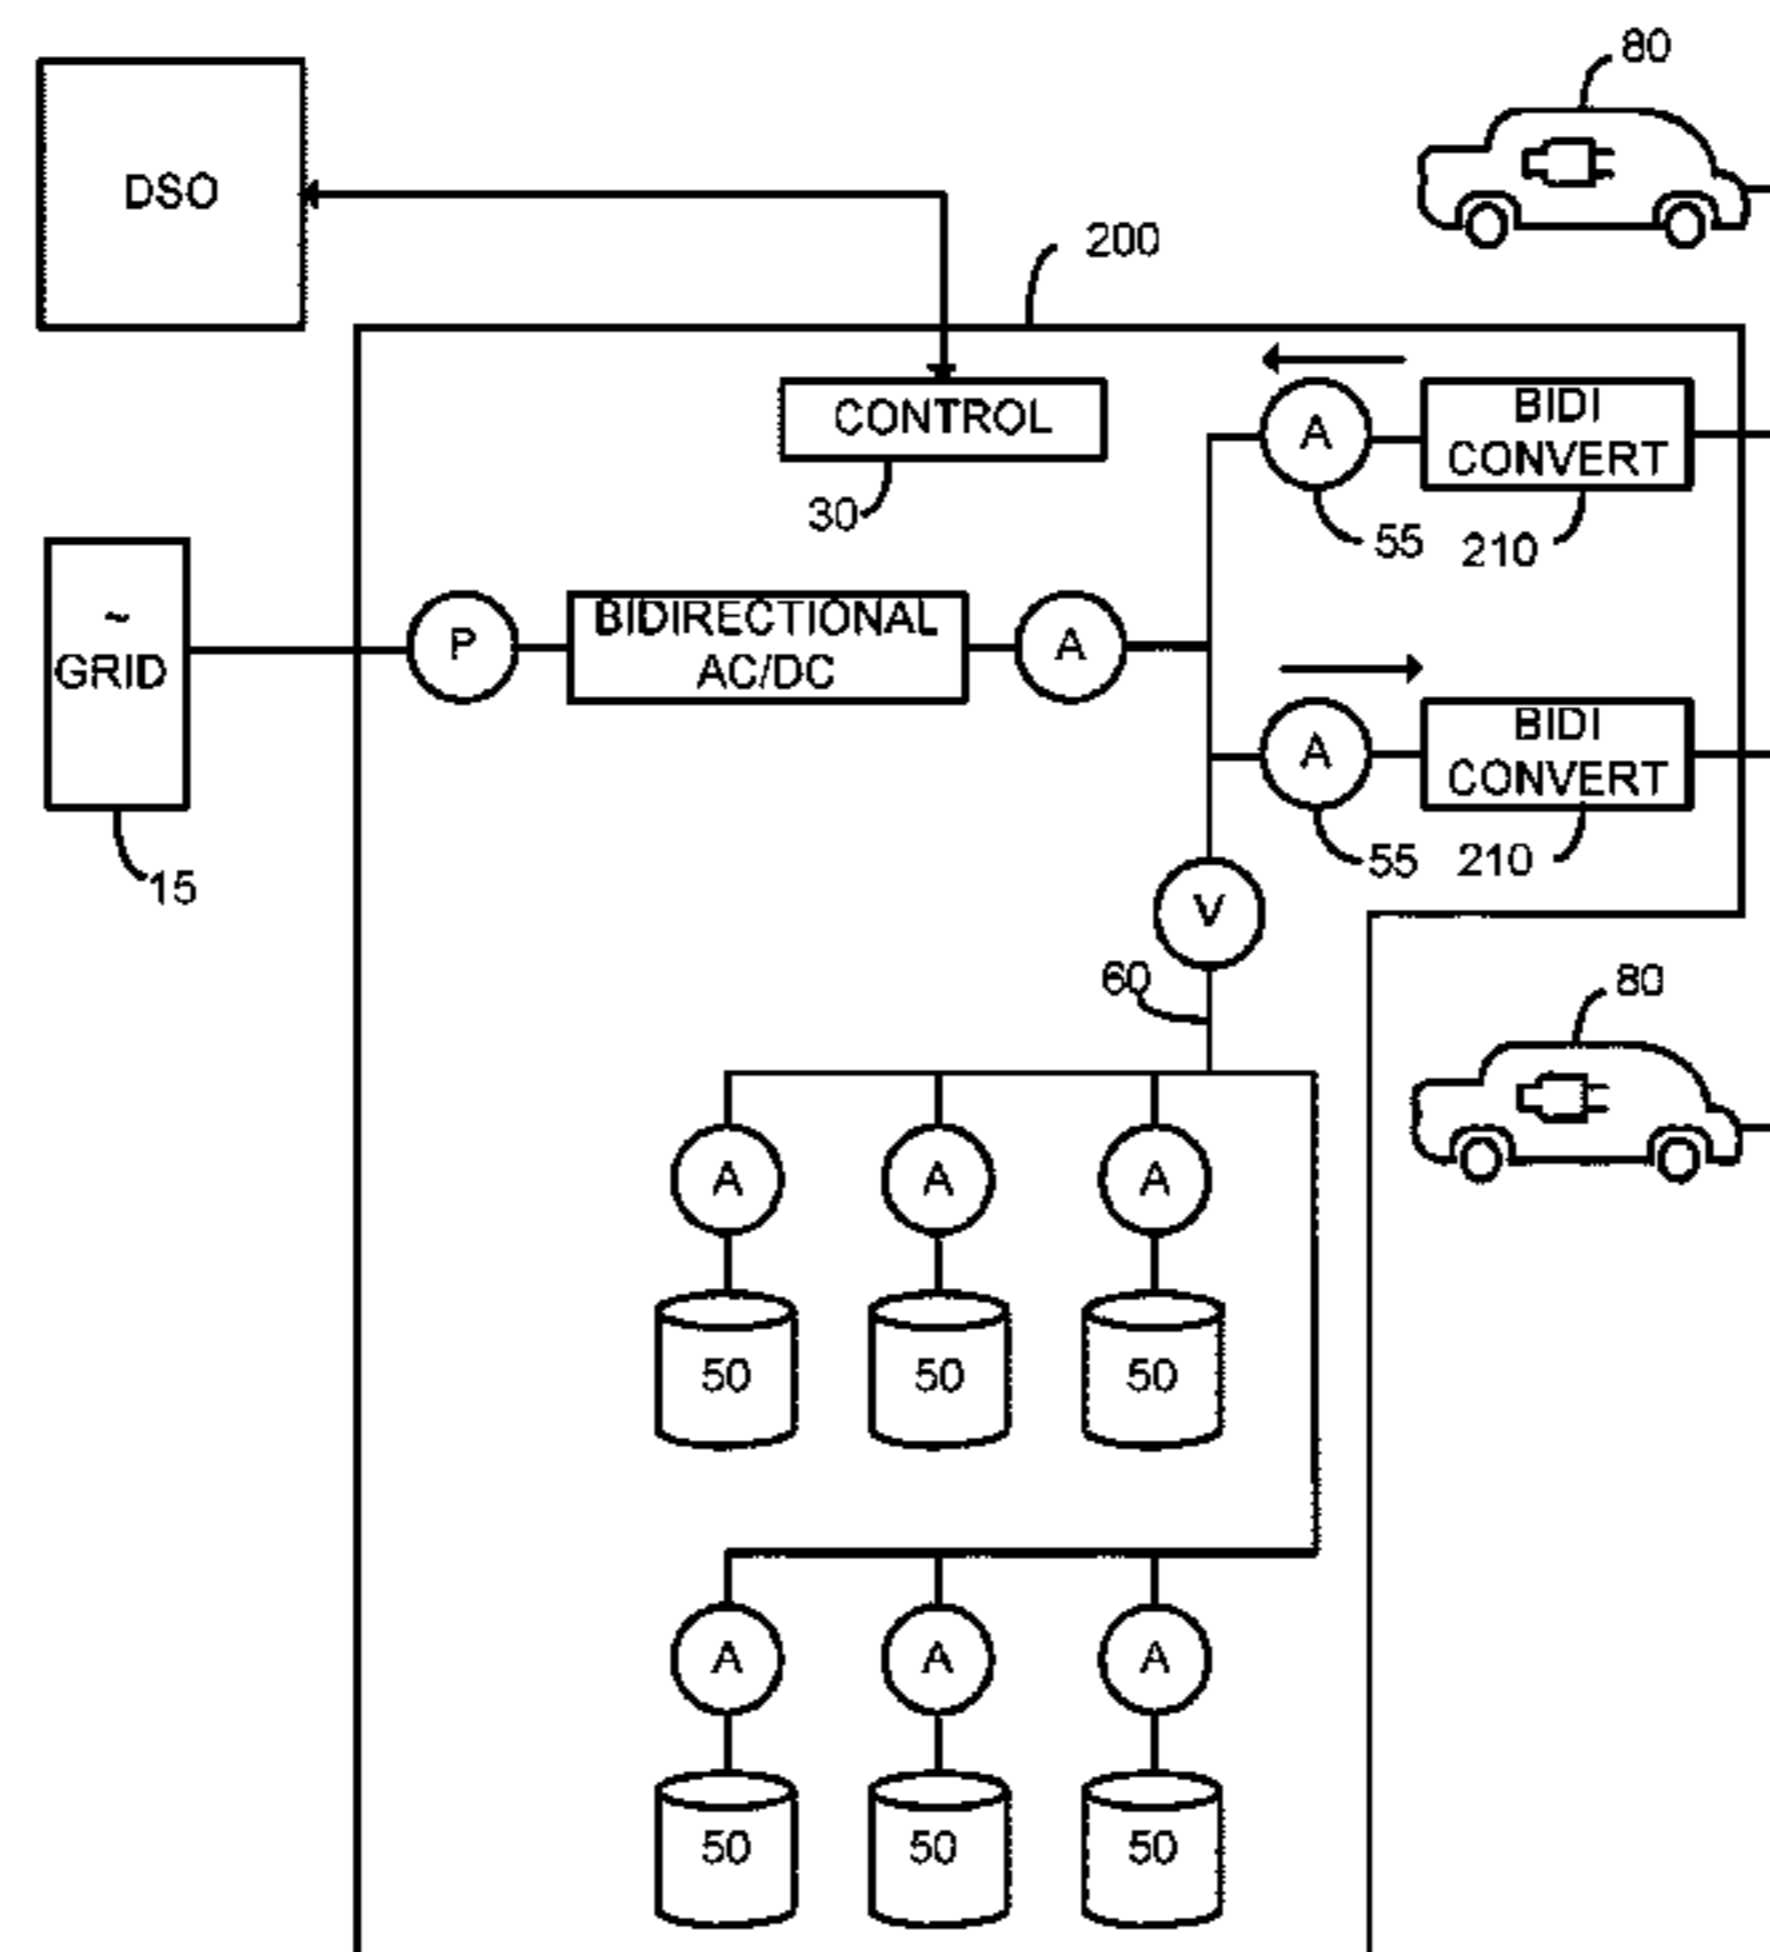 80
DSO
200
CONTROL
30
A
BIDI
CONVERT
55
210
~
GRID
15
P
BIDIRECTIONAL
AC/DC
A
A
BIDI
CONVERT
55
210
V
60
80
A
A
A
50
50
50
A
A
A
50
50
50